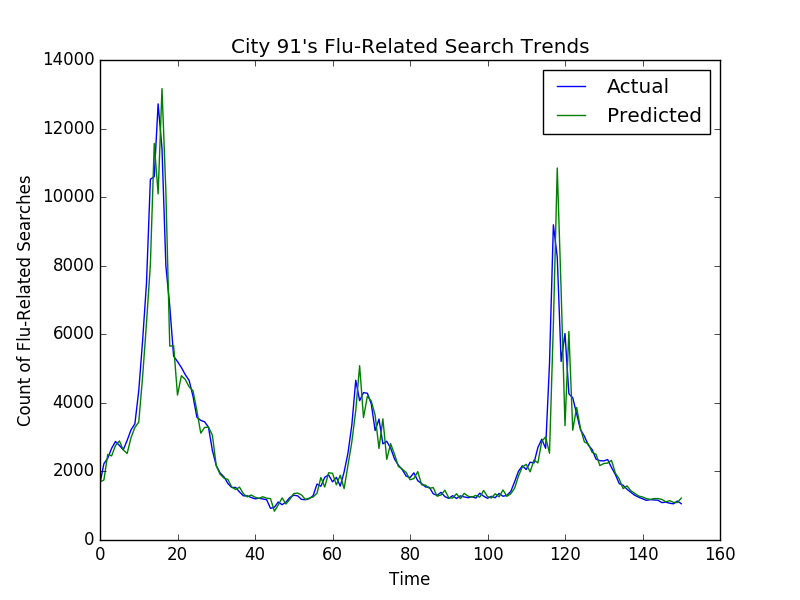 City 91's Flu-Related Search Trends
14000
12000
10000
8000
6000
4000
2000
0
Count of Flu-Related Searches
Actual
Predicted
0 20 40 60 80 100 120 140 160
Time